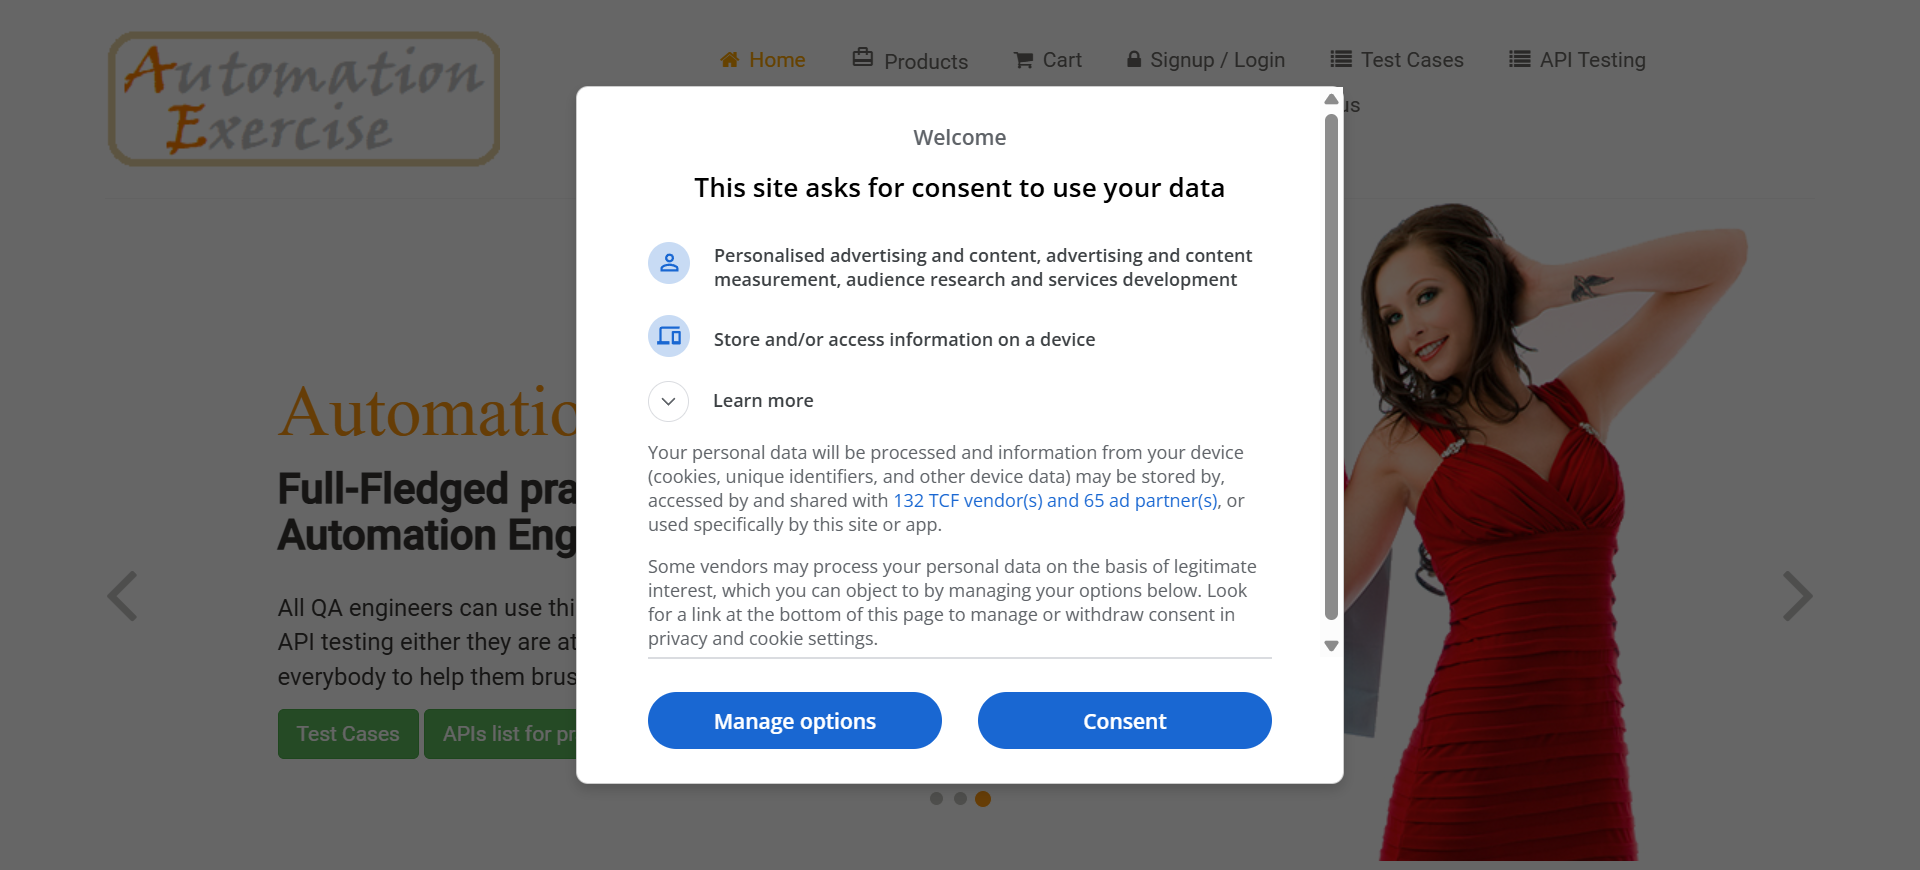 Automation
Exercise
Home
Products
Cart
Signup / Login
Test Cases
API Testing
us
Welcome
This site asks for consent to use your data
Personalised advertising and content, advertising and content
measurement, audience research and services development
Store and/or access information on a device
Learn more
Your personal data will be processed and information from your device
(cookies, unique identifiers, and other device data) may be stored by,
accessed by and shared with 132 TCF vendor(s) and 65 ad partner(s), or
used specifically by this site or app.
Some vendors may process your personal data on the basis of legitimate
interest, which you can object to by managing your options below. Look
for a link at the bottom of this page to manage or withdraw consent in
privacy and cookie settings.
Manage options
Consent
Automatio
Full-Fledged pra
Automation Eng
All QA engineers can use thi
API testing either they are at
everybody to help them brus
Test Cases
APIs list for pr